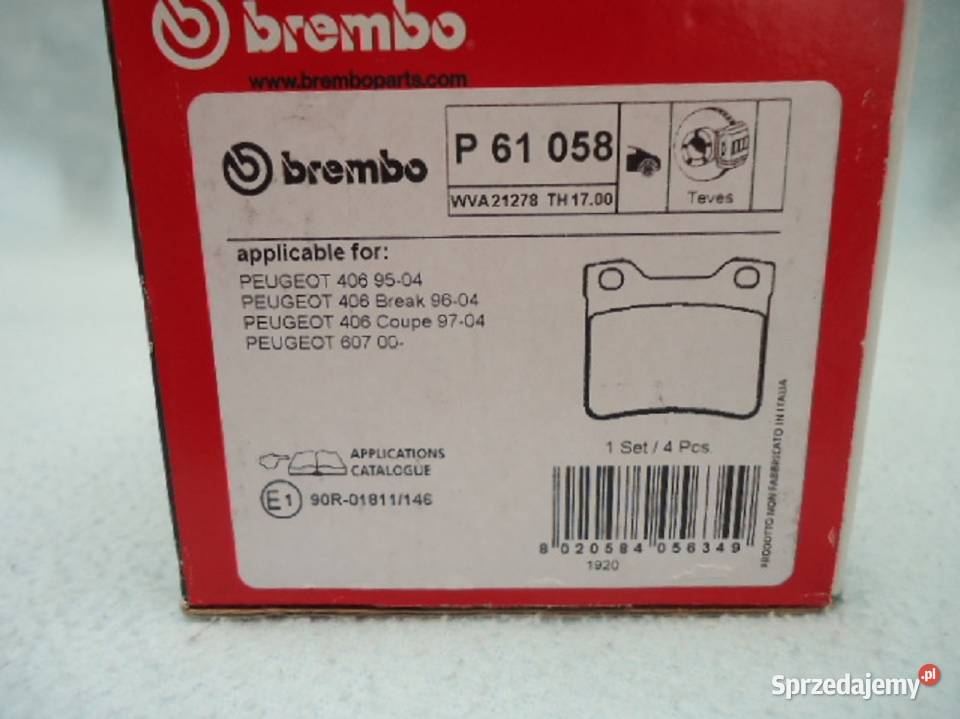 brembo
www.bremboparts.com
brembo
P 61 058
WVA21278 TH 17.00
Teves
applicable for:
PEUGEOT 406 95-04
PEUGEOT 406 Break 96-04
PEUGEOT 406 Coupe 97-04
PEUGEOT 607 00-
1 Set / 4 Pcs.
APPLICATIONS
CATALOGUE
E1 90R-01811/146
8 020584 056349
1920
PRODOTTO NON FABBRICATO IN ITALIA
Sprzedajemy.pl